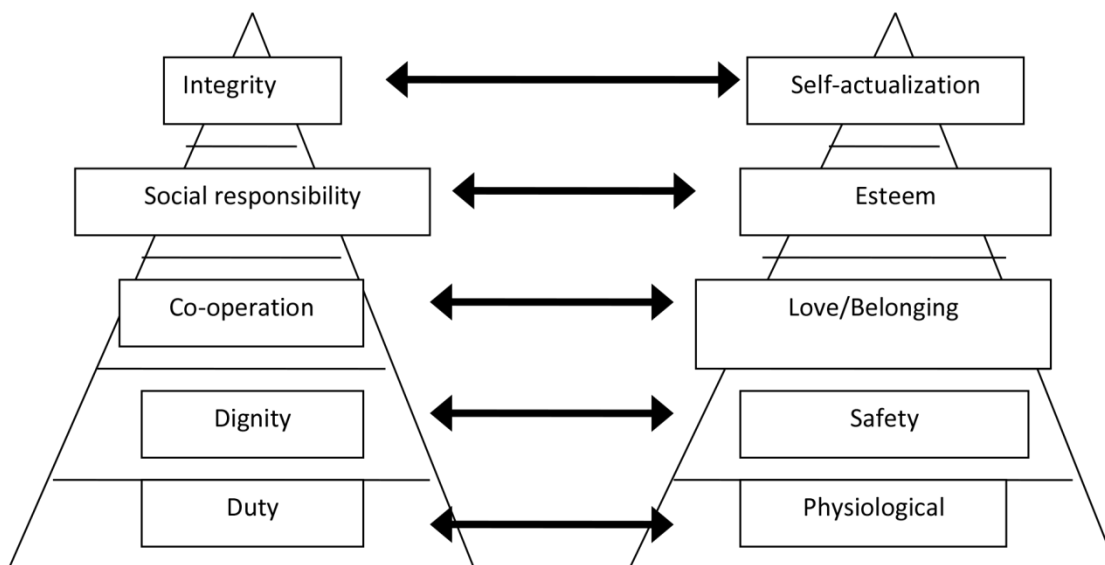 Integrity
Self-actualization
Social responsibility
Esteem
Co-operation
Love/Belonging
Dignity
Safety
Duty
Physiological